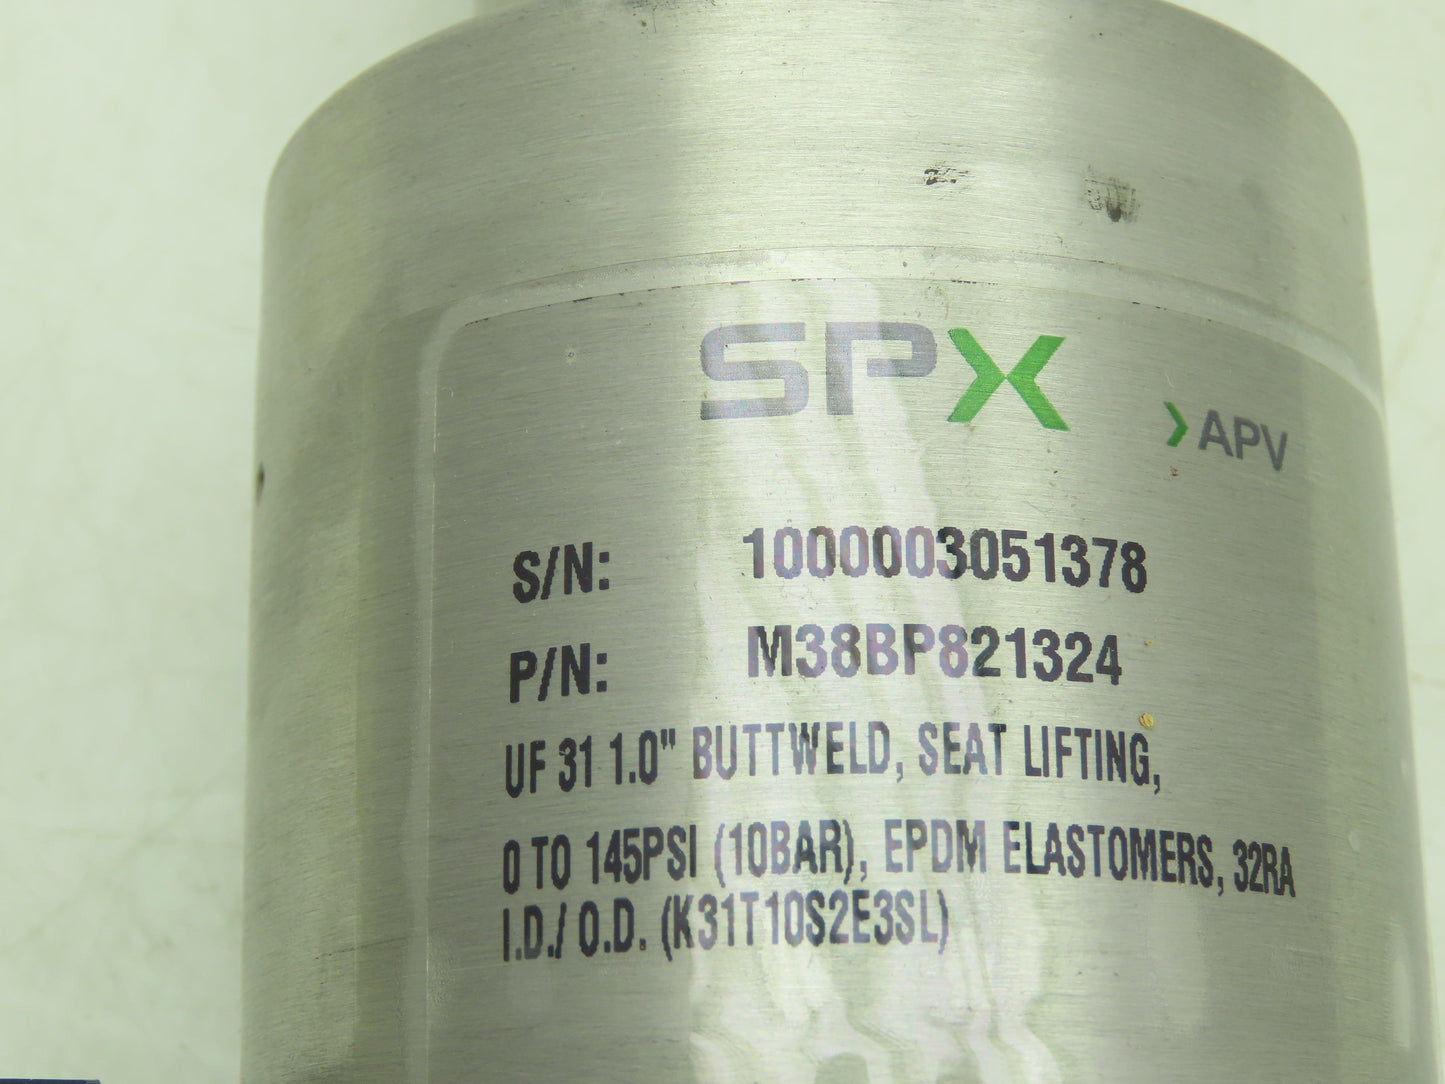 SPX
APV
S/N: 1000003051378
P/N: M38BP821324
UF 31 1.0" BUTTWELD, SEAT LIFTING,
0 TO 145PSI (10BAR), EPDM ELASTOMERS, 32RA
I.D./ O.D. (K31T10S2E3SL)